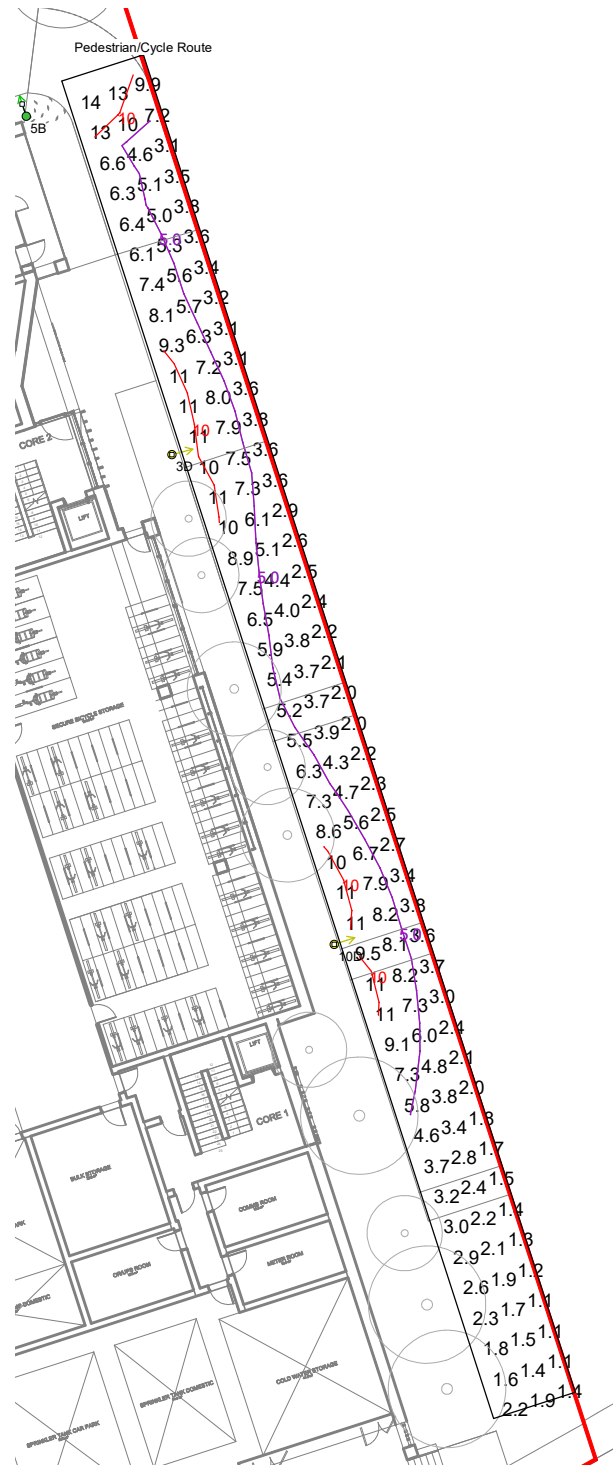 Pedestrian/Cycle Route
14 13 9.9
13 10 7.2
10
5B
6.6 4.6 3.1
6.3 5.1 3.5
6.4 5.0 3.8
6.1 5.3 3.6
5.0
7.4 5.6 3.4
8.1 5.7 3.2
9.3 6.3 3.1
11 7.2 3.1
11 8.0 3.6
11 7.9 3.8
10
CORE 2
3D
10 7.5 3.6
11 7.3 3.6
10 6.1 2.9
LIFT
8.9 5.1 2.6
7.5 4.4 2.5
5.0
6.5 4.0 2.4
5.9 3.8 2.2
5.4 3.7 2.1
5.2 3.7 2.0
SECURE BICYCLE STORAGE
5.5 3.9 2.0
6.3 4.3 2.2
7.3 4.7 2.3
8.6 5.6 2.5
10 6.7 2.7
11 7.9 3.4
10
11 8.2 3.8
10D
9.5 8.1 3.6
5.0
11 8.2 3.7
10
11 7.3 3.0
9.1 6.0 2.4
7.3 4.8 2.1
LIFT
5.8 3.8 2.0
CORE 1
4.6 3.4 1.8
3.7 2.8 1.7
BULK STORAGE
3.2 2.4 1.5
COMMS ROOM
3.0 2.2 1.4
2.9 2.1 1.3
METER ROOM
2.6 1.9 1.2
2.3 1.7 1.1
1.8 1.5 1.1
1.6 1.4 1.1
COLD WATER STORAGE
2.2 1.9 1.4
SPRINKLER TANK DOMESTIC
SPRINKLER TANK CAR PARK